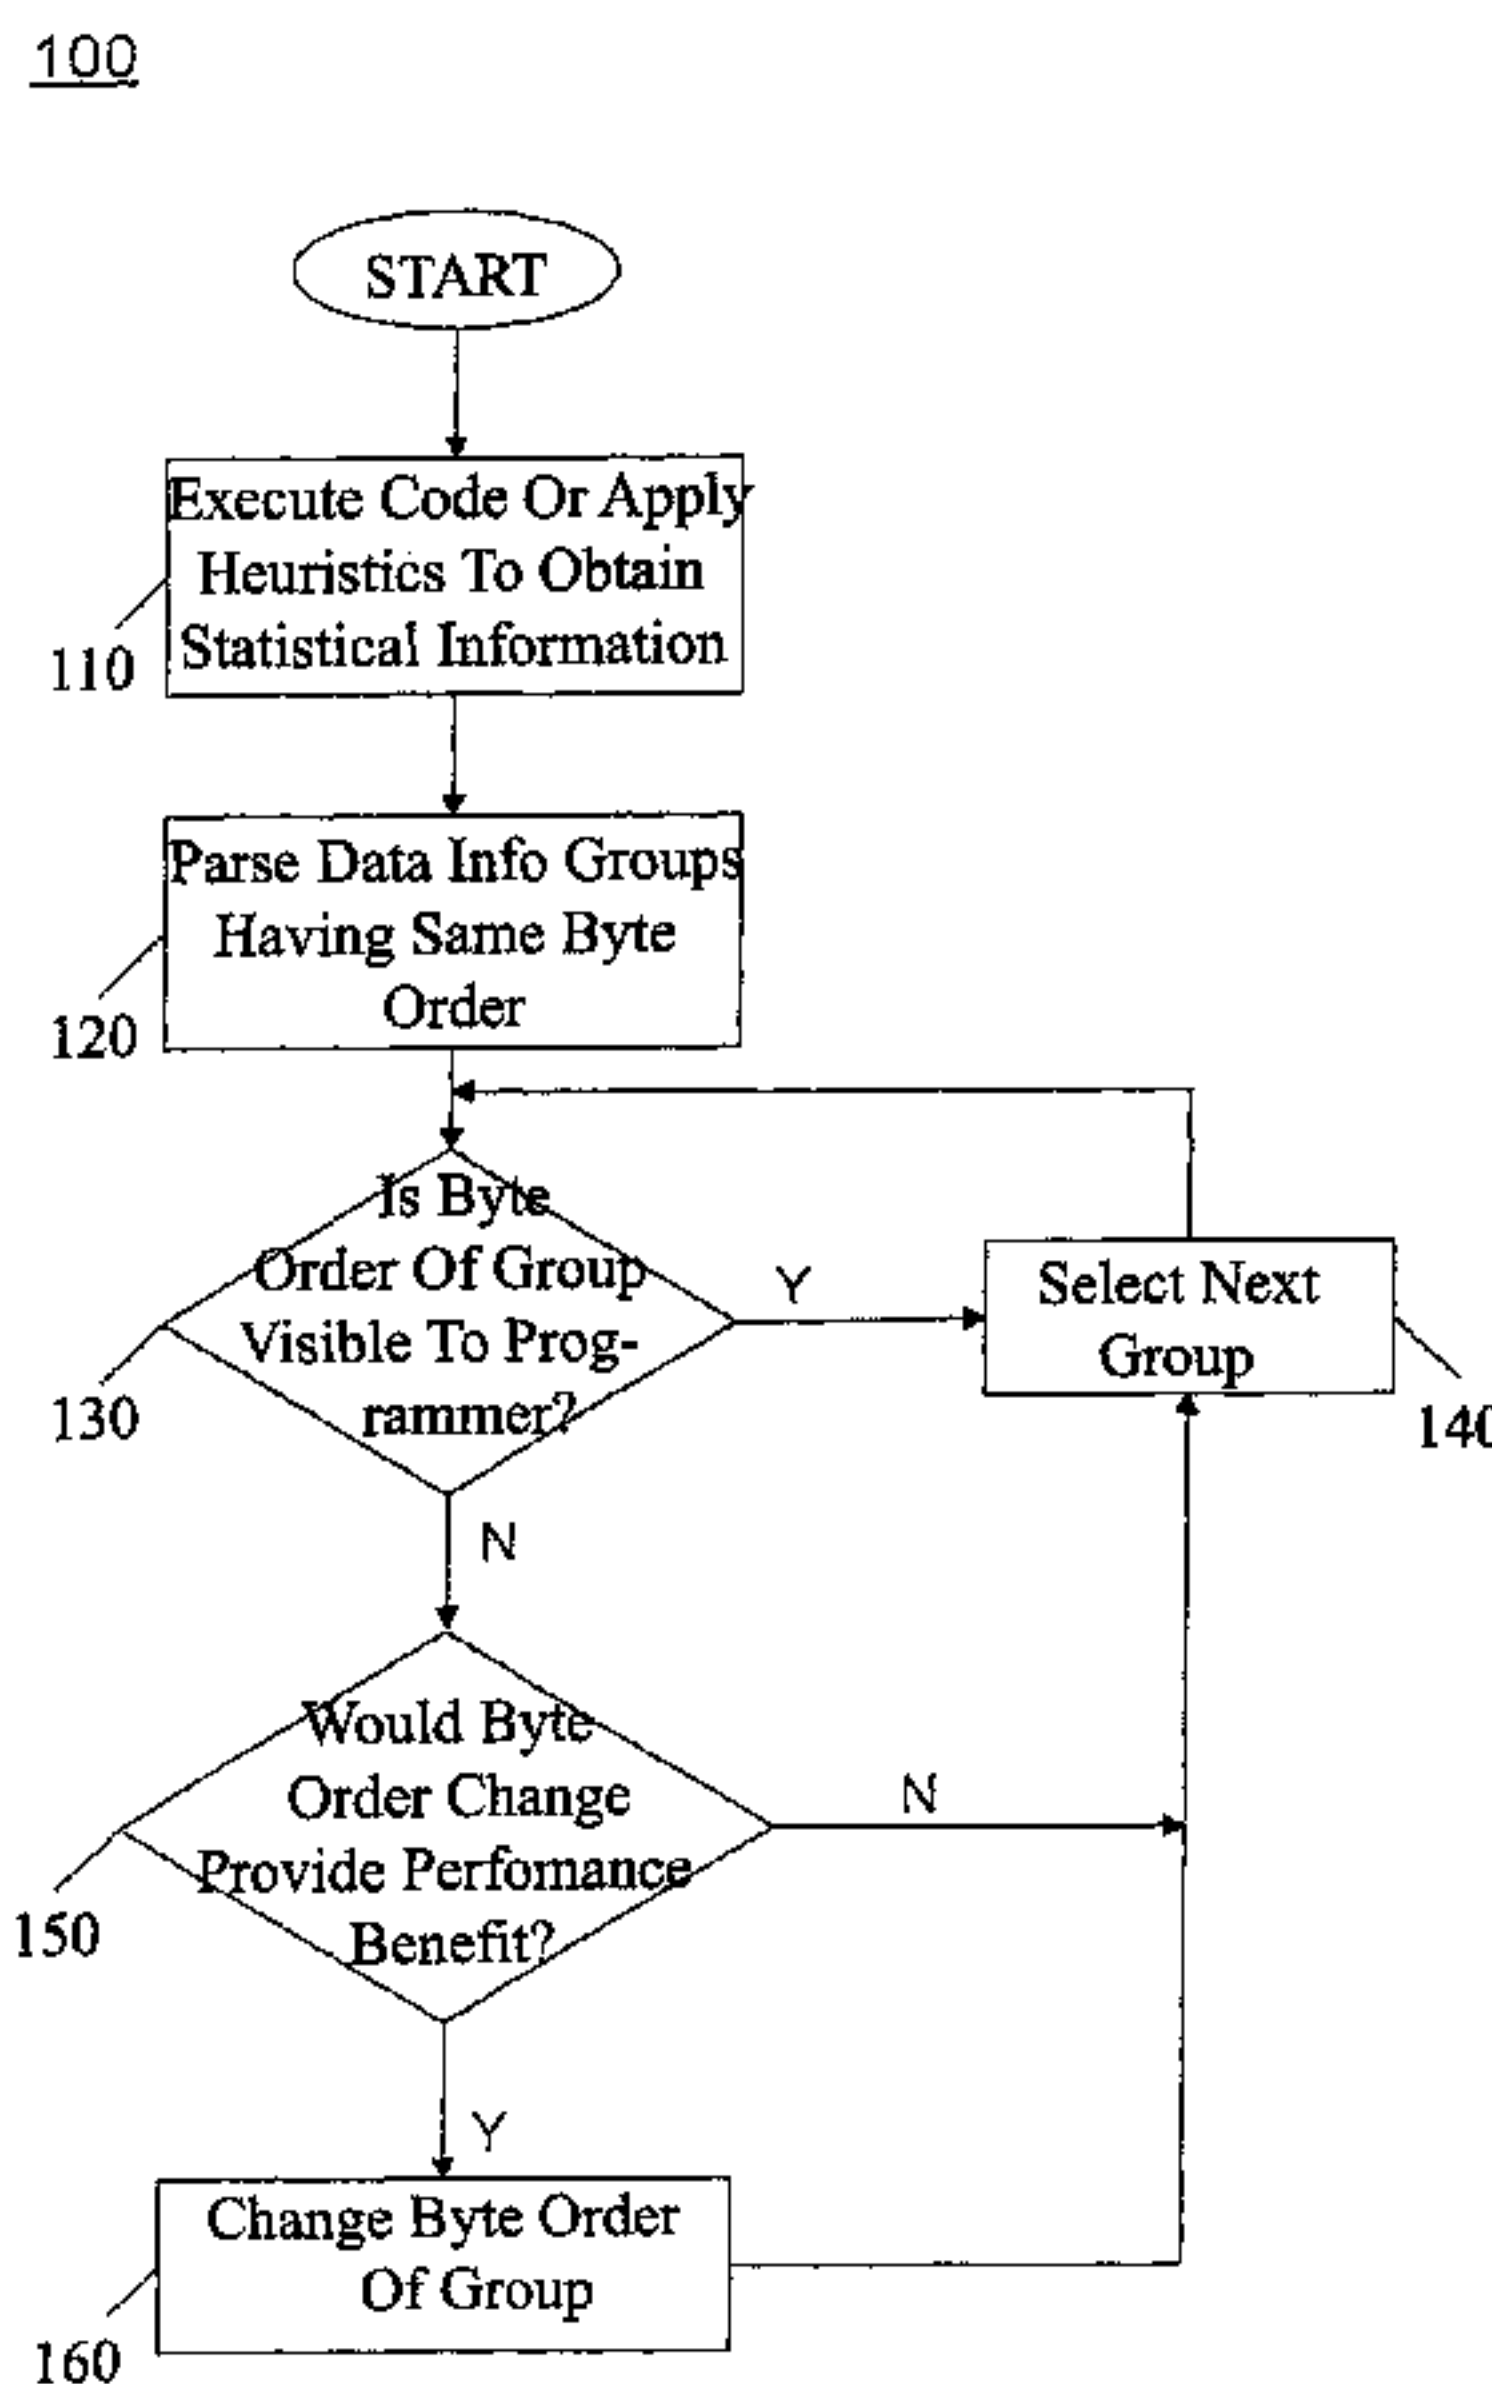 100
START
Execute Code Or Apply
Heuristics To Obtain
Statistical Information
110
Parse Data Info Groups
Having Same Byte
Order
120
Is Byte
Order Of Group
Visible To Prog-
rammer?
130
Y
Select Next
Group
140
N
Would Byte
Order Change
Provide Perfomance
Benefit?
150
N
Y
Change Byte Order
Of Group
160